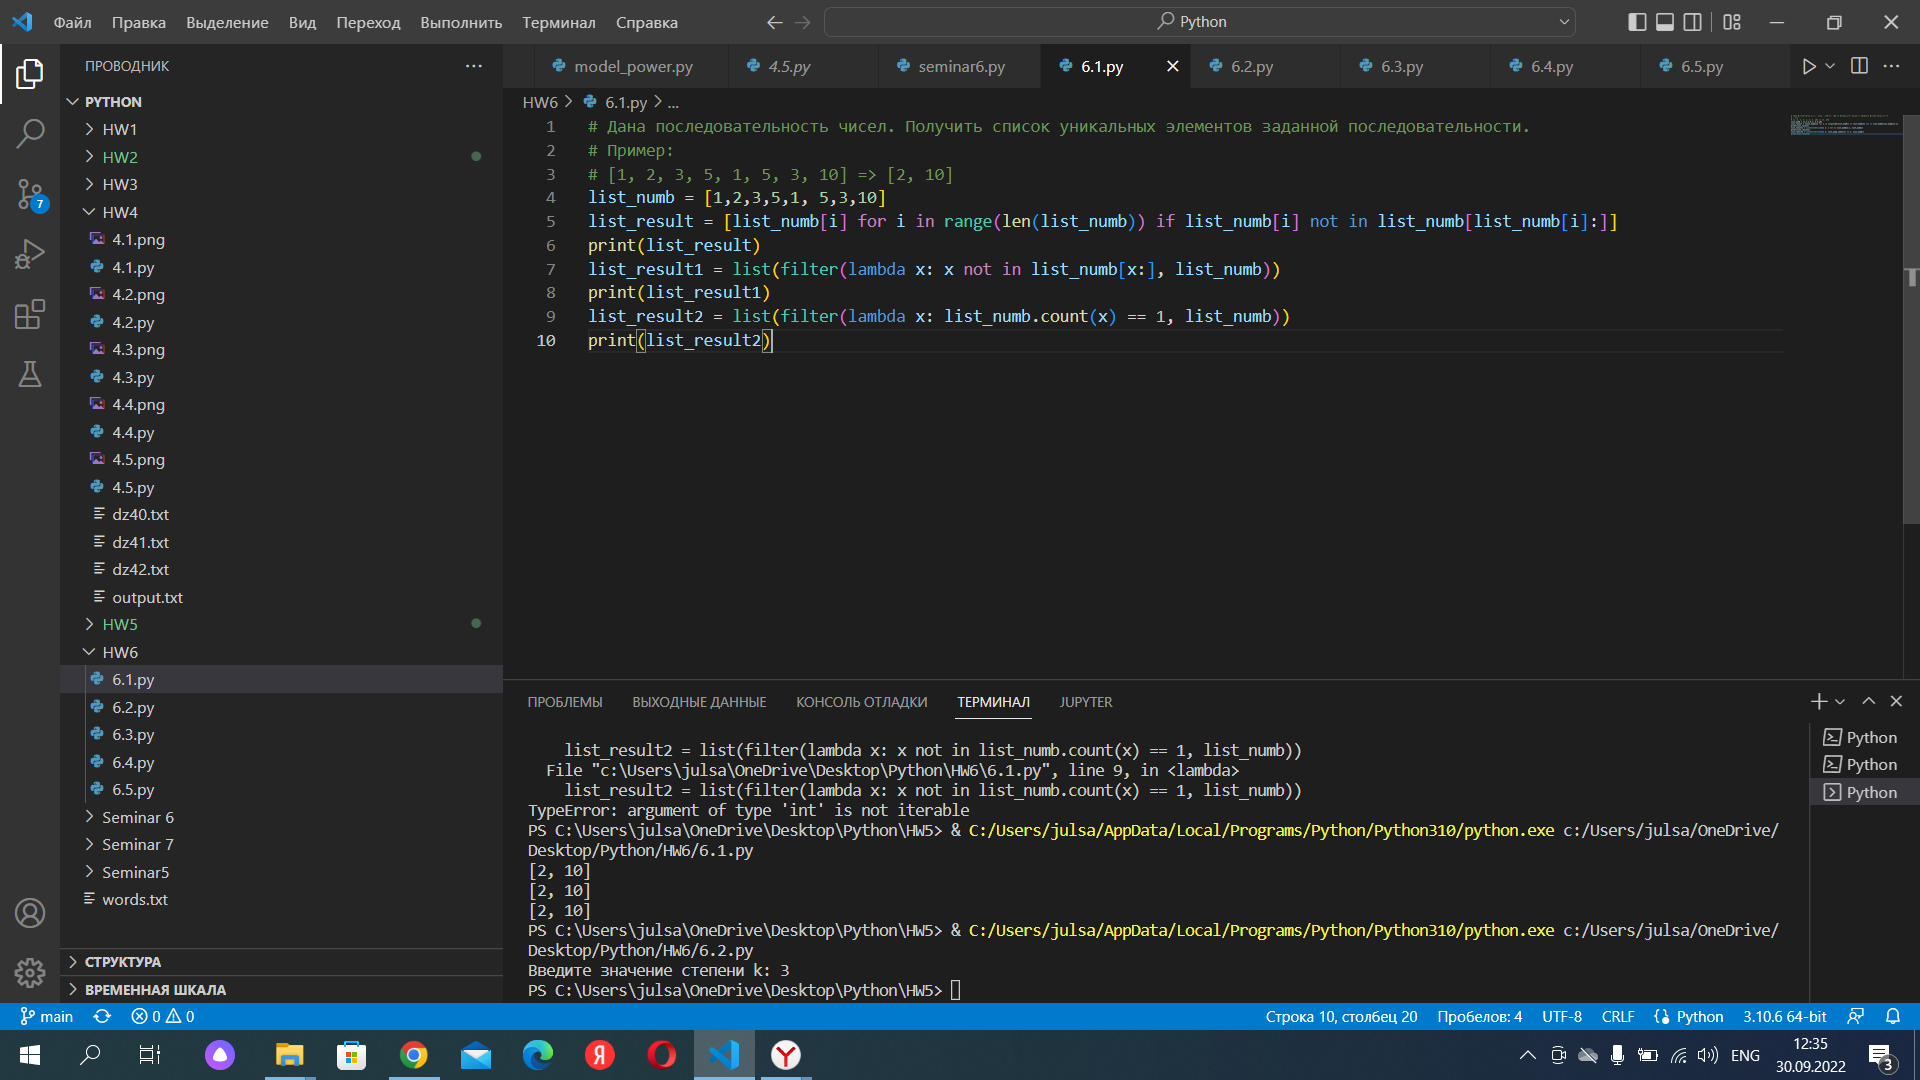 Файл Правка Выделение Вид Переход Выполнить Терминал Справка
Python
ПРОВОДНИК
PYTHON
HW1
HW2
HW3
HW4
4.1.png
4.1.py
4.2.png
4.2.py
4.3.png
4.3.py
4.4.png
4.4.py
4.5.png
4.5.py
dz40.txt
dz41.txt
dz42.txt
output.txt
HW5
HW6
6.1.py
6.2.py
6.3.py
6.4.py
6.5.py
Seminar 6
Seminar 7
Seminar5
words.txt
СТРУКТУРА
ВРЕМЕННАЯ ШКАЛА
7
model_power.py 4.5.py seminar6.py 6.1.py 6.2.py 6.3.py 6.4.py 6.5.py
HW6 > 6.1.py > ...
1 # Дана последовательность чисел. Получить список уникальных элементов заданной последовательности.
2 # Пример:
3 # [1, 2, 3, 5, 1, 5, 3, 10] => [2, 10]
4 list_numb = [1,2,3,5,1, 5,3,10]
5 list_result = [list_numb[i] for i in range(len(list_numb)) if list_numb[i] not in list_numb[list_numb[i]:]]
6 print(list_result)
7 list_result1 = list(filter(lambda x: x not in list_numb[x:], list_numb))
8 print(list_result1)
9 list_result2 = list(filter(lambda x: list_numb.count(x) == 1, list_numb))
10 print(list_result2)
ПРОБЛЕМЫ ВЫХОДНЫЕ ДАННЫЕ КОНСОЛЬ ОТЛАДКИ ТЕРМИНАЛ JUPYTER
list_result2 = list(filter(lambda x: x not in list_numb.count(x) == 1, list_numb))
File "c:\Users\julsa\OneDrive\Desktop\Python\HW6\6.1.py", line 9, in <lambda>
list_result2 = list(filter(lambda x: x not in list_numb.count(x) == 1, list_numb))
TypeError: argument of type 'int' is not iterable
PS C:\Users\julsa\OneDrive\Desktop\Python\HW5> & C:/Users/julsa/AppData/Local/Programs/Python/Python310/python.exe c:/Users/julsa/OneDrive/
Desktop/Python/HW6/6.1.py
[2, 10]
[2, 10]
[2, 10]
PS C:\Users\julsa\OneDrive\Desktop\Python\HW5> & C:/Users/julsa/AppData/Local/Programs/Python/Python310/python.exe c:/Users/julsa/OneDrive/
Desktop/Python/HW6/6.2.py
Введите значение степени k: 3
PS C:\Users\julsa\OneDrive\Desktop\Python\HW5>
Python
Python
Python
main 0 0 Строка 10, столбец 20 Пробелов: 4 UTF-8 CRLF Python 3.10.6 64-bit
ENG
12:35
30.09.2022
3